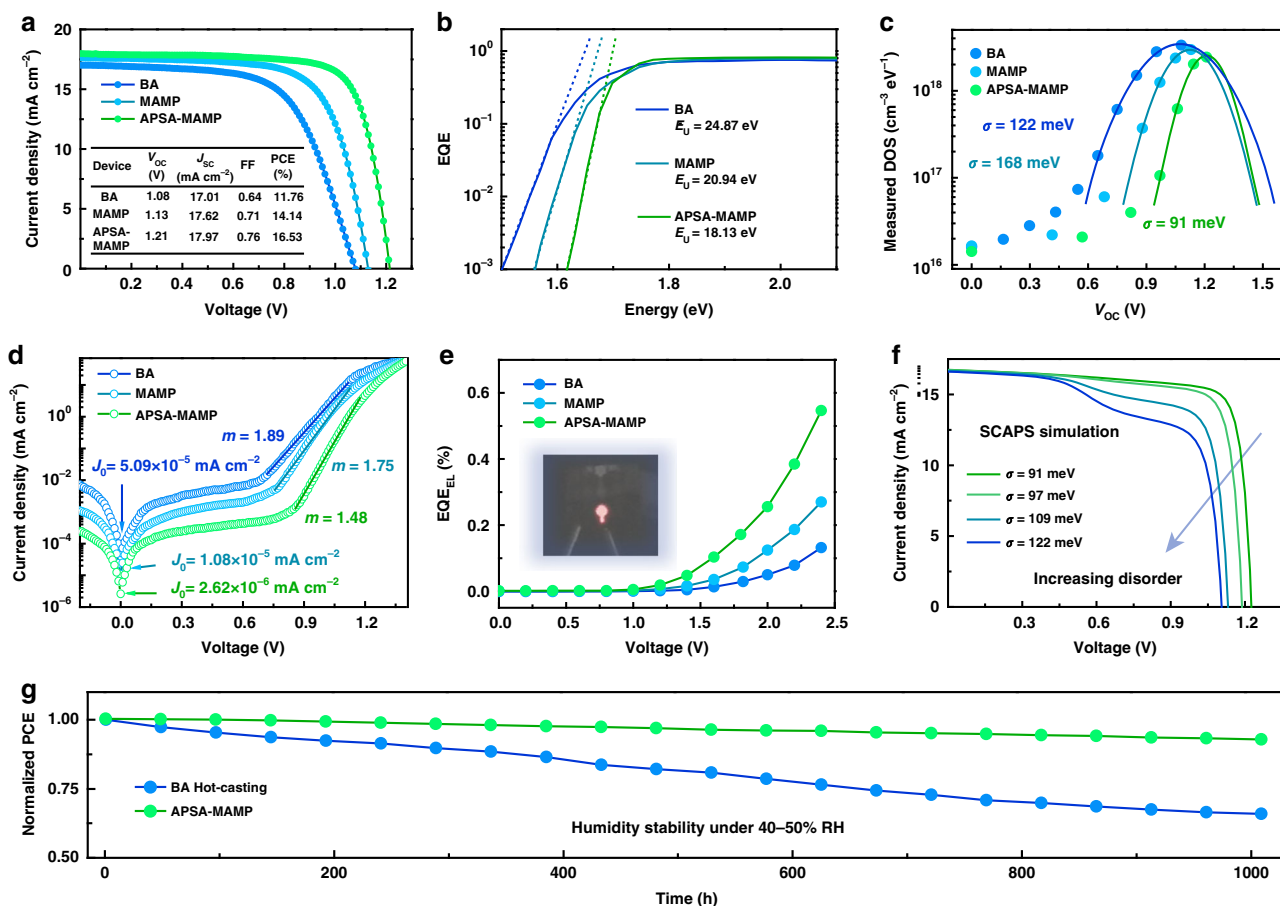 a
Current density (mA cm⁻²)
20
15
10
5
0
BA
MAMP
APSA-MAMP
Device V_OC (V) J_SC (mA cm⁻²) FF PCE (%)
BA 1.08 17.01 0.64 11.76
MAMP 1.13 17.62 0.71 14.14
APSA-MAMP 1.21 17.97 0.76 16.53
0.2 0.4 0.6 0.8 1.0 1.2
Voltage (V)
b
EQE
10⁰
10⁻¹
10⁻²
10⁻³
BA
E_U = 24.87 eV
MAMP
E_U = 20.94 eV
APSA-MAMP
E_U = 18.13 eV
1.6 1.8 2.0
Energy (eV)
c
Measured DOS (cm⁻³ eV⁻¹)
10¹⁸
10¹⁷
10¹⁶
BA
MAMP
APSA-MAMP
σ = 122 meV
σ = 168 meV
σ = 91 meV
0.0 0.3 0.6 0.9 1.2 1.5
V_OC (V)
d
Current density (mA cm⁻²)
10⁰
10⁻²
10⁻⁴
10⁻⁶
BA
MAMP
APSA-MAMP
m = 1.89
J₀= 5.09×10⁻⁵ mA cm⁻²
m = 1.75
m = 1.48
J₀= 1.08×10⁻⁵ mA cm⁻²
J₀= 2.62×10⁻⁶ mA cm⁻²
0.0 0.3 0.6 0.9 1.2
Voltage (V)
e
EQE_EL (%)
0.6
0.4
0.2
0.0
BA
MAMP
APSA-MAMP
0.0 0.5 1.0 1.5 2.0 2.5
Voltage (V)
f
Current density (mA cm⁻²)
15
10
5
0
SCAPS simulation
σ = 91 meV
σ = 97 meV
σ = 109 meV
σ = 122 meV
Increasing disorder
0.3 0.6 0.9 1.2
Voltage (V)
g
Normalized PCE
1.00
0.75
0.50
BA Hot-casting
APSA-MAMP
Humidity stability under 40–50% RH
0 200 400 600 800 1000
Time (h)